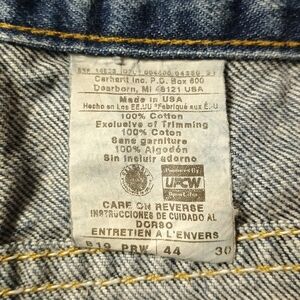 Carhartt Inc. P.O. Box 600
Dearborn, MI 48121 USA
Made in USA
Hecho en Los EE.UU *Fabriqué aux É.U
100% Cotton
Exclusive of Trimming
100% Coton
Sans garniture
100% Algodón
Sin incluir adorno
Produced By
UFCW
CARE ON REVERSE
INSTRUCCIONES DE CUIDADO AL
DORSO
ENTRETIEN A L'ENVERS
B19 PRW 44 30